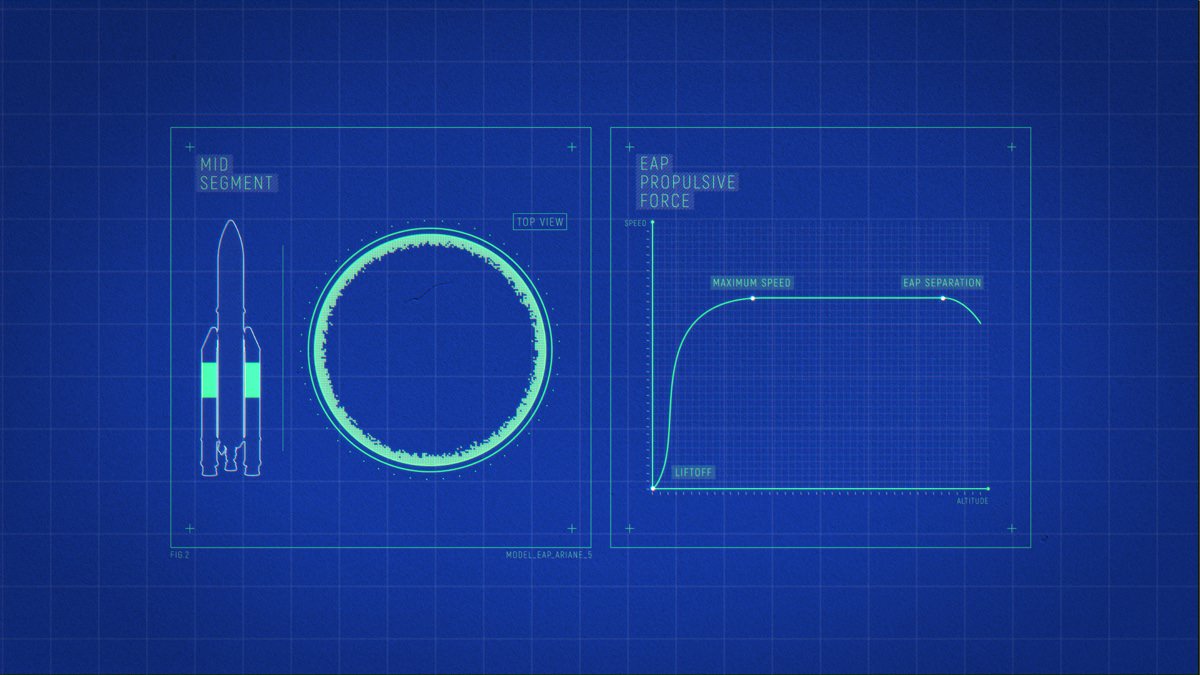 MID
SEGMENT
TOP VIEW
FIG.2
MODEL_EAP_ARIANE_5
EAP
PROPULSIVE
FORCE
SPEED
MAXIMUM SPEED
EAP SEPARATION
LIFTOFF
ALTITUDE